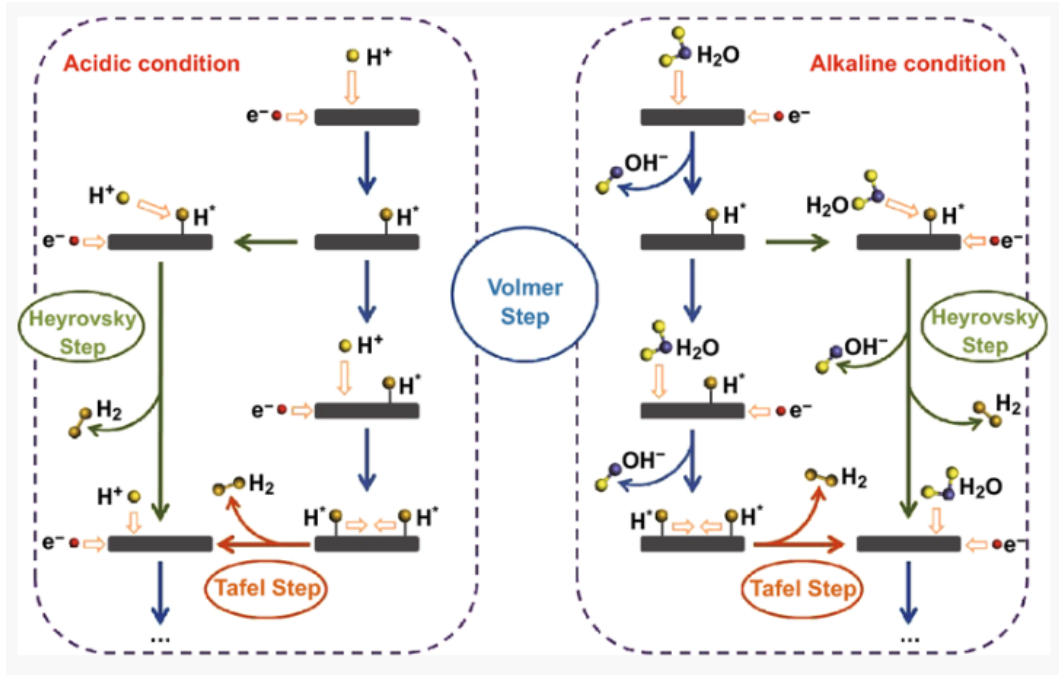 Acidic condition
H⁺
e⁻
H⁺
H*
e⁻
H*
Heyrovsky
Step
H⁺
H*
e⁻
H₂
H⁺
H₂
H*
H*
e⁻
Tafel Step
...
Volmer
Step
Alkaline condition
H₂O
e⁻
OH⁻
H*
H₂O
H*
e⁻
Heyrovsky
Step
H₂O
OH⁻
H*
e⁻
H₂
OH⁻
H₂
H₂O
H*
H*
e⁻
Tafel Step
...